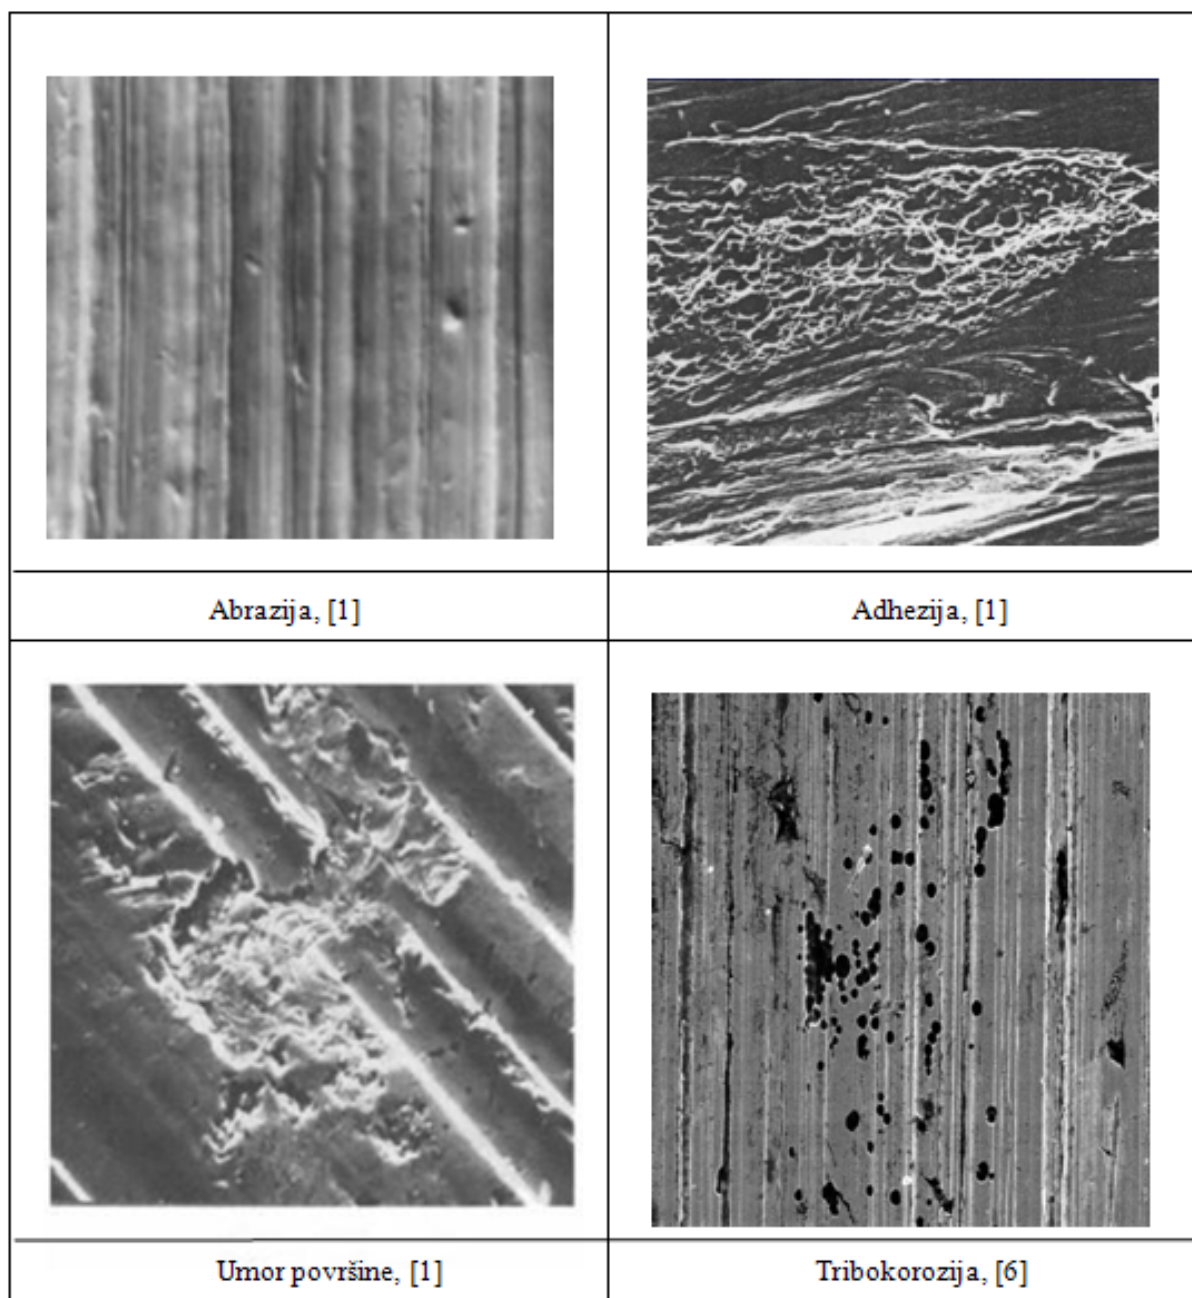 Abrazija, [1]
Adhezija, [1]
Umor površine, [1]
Tribokorozija, [6]